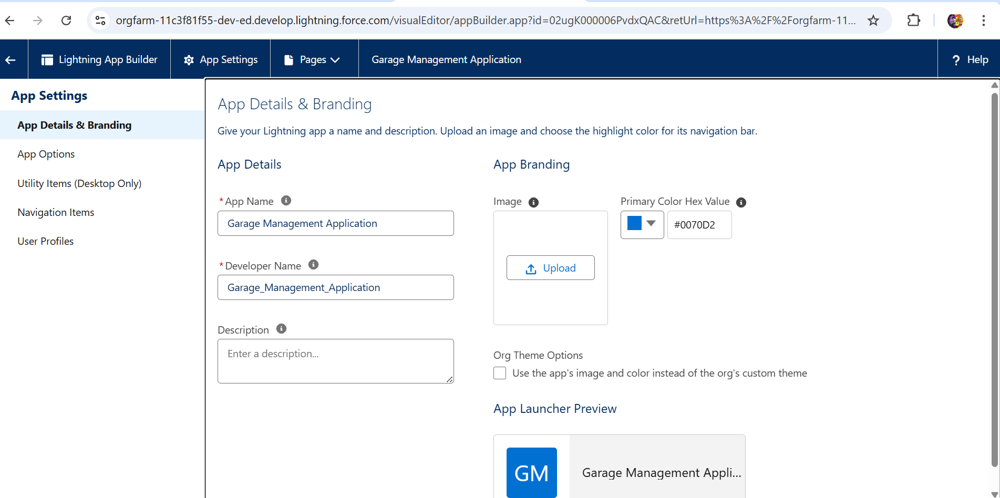 orgfarm-11c3f81f55-dev-ed.develop.lightning.force.com/visualEditor/appBuilder.app?id=02ugK000006PvdxQAC&retUrl=https%3A%2F%2Forgfarm-11...
Lightning App Builder
App Settings
Pages
Garage Management Application
? Help
App Settings
App Details & Branding
App Options
Utility Items (Desktop Only)
Navigation Items
User Profiles
App Details & Branding
Give your Lightning app a name and description. Upload an image and choose the highlight color for its navigation bar.
App Details
*App Name
Garage Management Application
*Developer Name
Garage_Management_Application
Description
Enter a description...
App Branding
Image
Upload
Primary Color Hex Value
#0070D2
Org Theme Options
Use the app's image and color instead of the org's custom theme
App Launcher Preview
GM
Garage Management Appli...